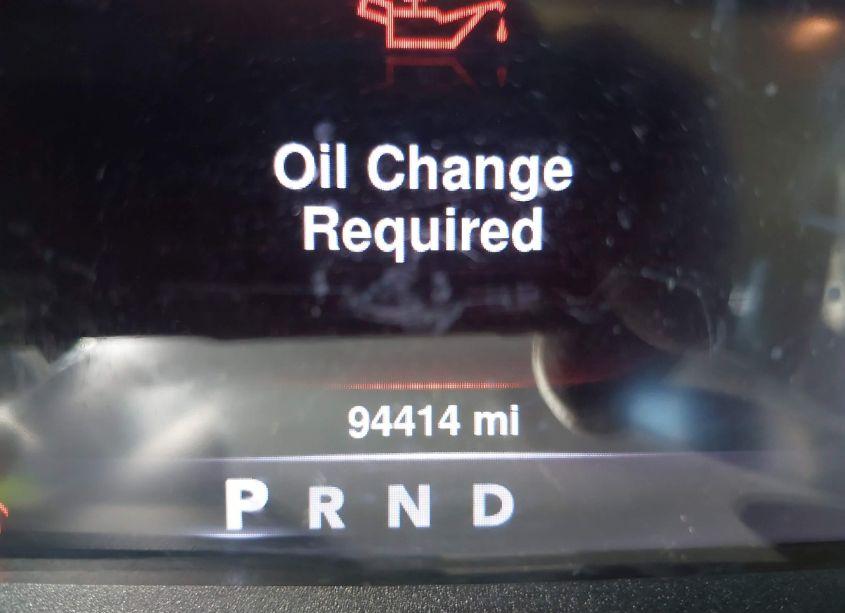 Oil Change
Required
94414 mi
P R N D